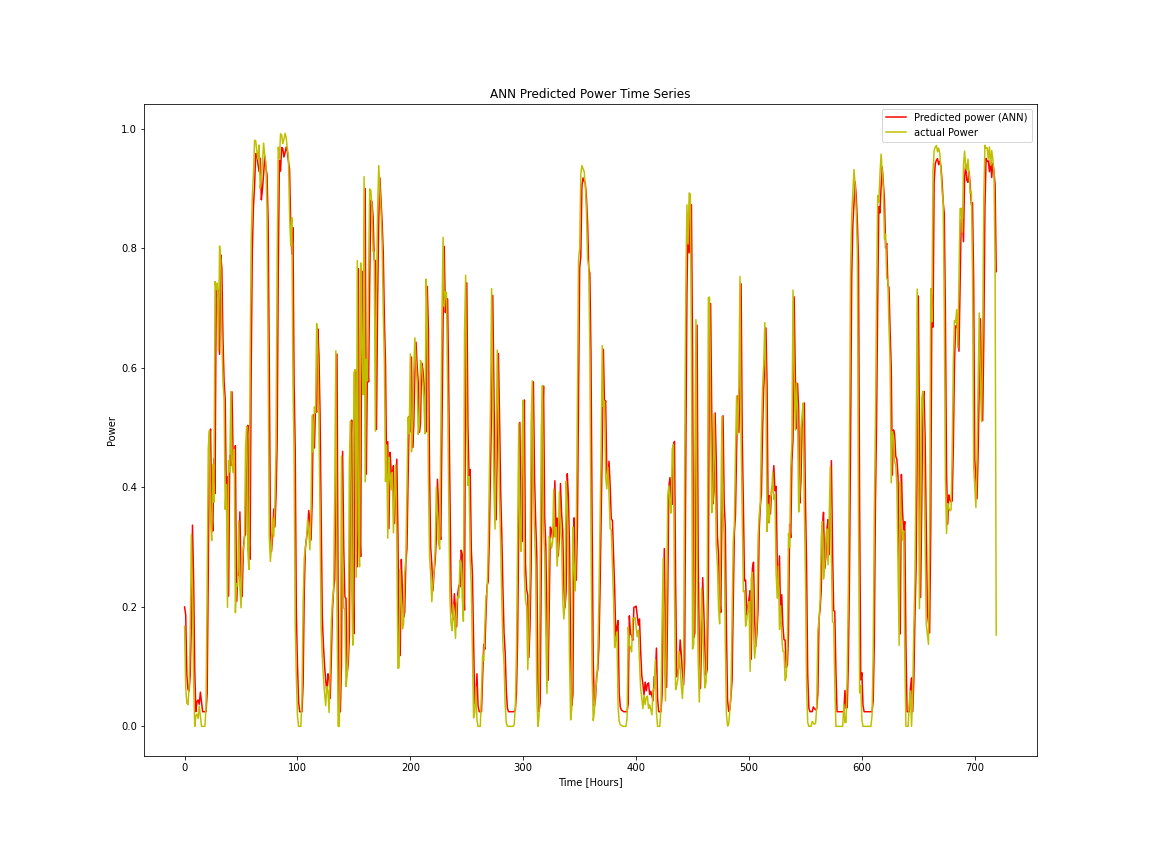 ANN Predicted Power Time Series
Predicted power (ANN)
actual Power
1.0
0.8
0.6
0.4
0.2
0.0
Power
0 100 200 300 400 500 600 700
Time [Hours]